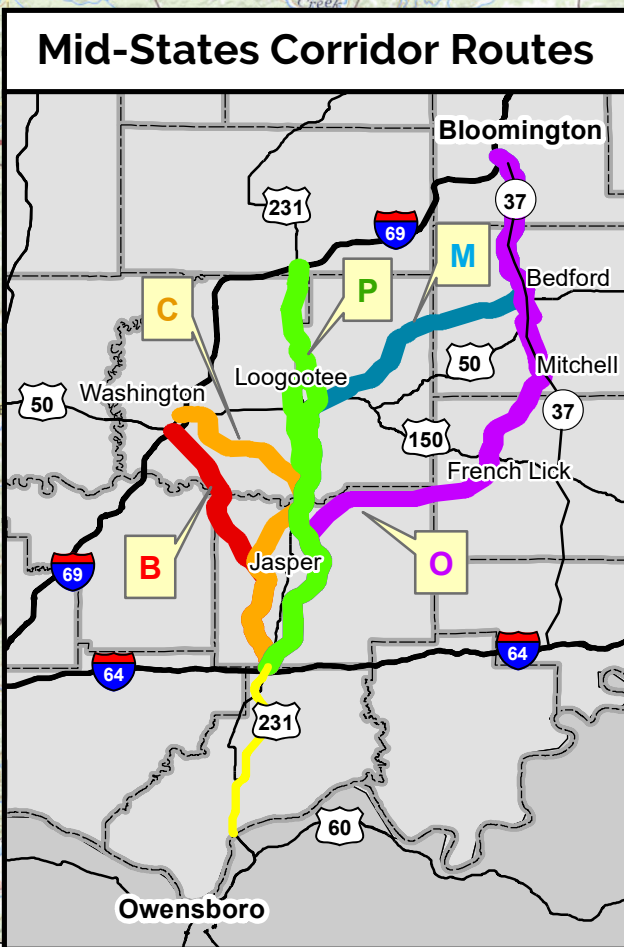 Creek
Mid-States Corridor Routes
Bloomington
37
231
69
M
Bedford
P
C
Loogootee
50
Mitchell
Washington
50
37
150
French Lick
Jasper
B
O
69
64
64
231
60
Owensboro